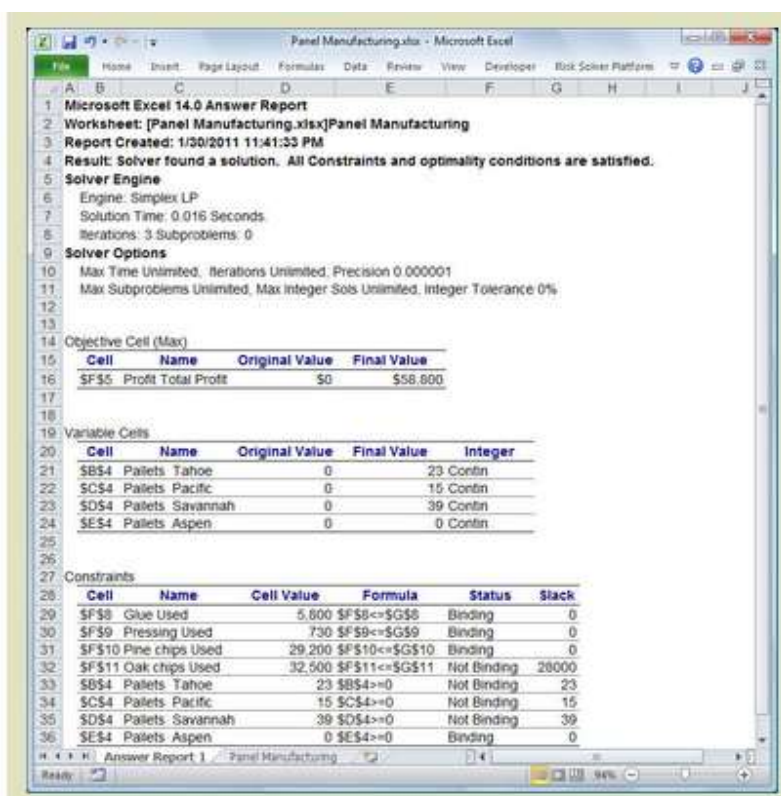 Panel Manufacturing.xlsx - Microsoft Excel
File Home Insert Page Layout Formulas Data Review View Developer Risk Solver Platform
A B C D E F G H I J
1 Microsoft Excel 14.0 Answer Report
2 Worksheet: [Panel Manufacturing.xlsx]Panel Manufacturing
3 Report Created: 1/30/2011 11:41:33 PM
4 Result: Solver found a solution. All Constraints and optimality conditions are satisfied.
5 Solver Engine
6 Engine: Simplex LP
7 Solution Time: 0.016 Seconds.
8 Iterations: 3 Subproblems: 0
9 Solver Options
10 Max Time Unlimited, Iterations Unlimited, Precision 0.000001
11 Max Subproblems Unlimited, Max Integer Sols Unlimited, Integer Tolerance 0%
12
13
14 Objective Cell (Max)
15 Cell Name Original Value Final Value
16 $F$5 Profit Total Profit $0 $58,800
17
18
19 Variable Cells
20 Cell Name Original Value Final Value Integer
21 $B$4 Pallets Tahoe 0 23 Contin
22 $C$4 Pallets Pacific 0 15 Contin
23 $D$4 Pallets Savannah 0 39 Contin
24 $E$4 Pallets Aspen 0 0 Contin
25
26
27 Constraints
28 Cell Name Cell Value Formula Status Slack
29 $F$8 Glue Used 5,800 $F$8<=$G$8 Binding 0
30 $F$9 Pressing Used 730 $F$9<=$G$9 Binding 0
31 $F$10 Pine chips Used 29,200 $F$10<=$G$10 Binding 0
32 $F$11 Oak chips Used 32,500 $F$11<=$G$11 Not Binding 28000
33 $B$4 Pallets Tahoe 23 $B$4>=0 Not Binding 23
34 $C$4 Pallets Pacific 15 $C$4>=0 Not Binding 15
35 $D$4 Pallets Savannah 39 $D$4>=0 Not Binding 39
36 $E$4 Pallets Aspen 0 $E$4>=0 Binding 0
Answer Report 1 Panel Manufacturing
Ready 94%